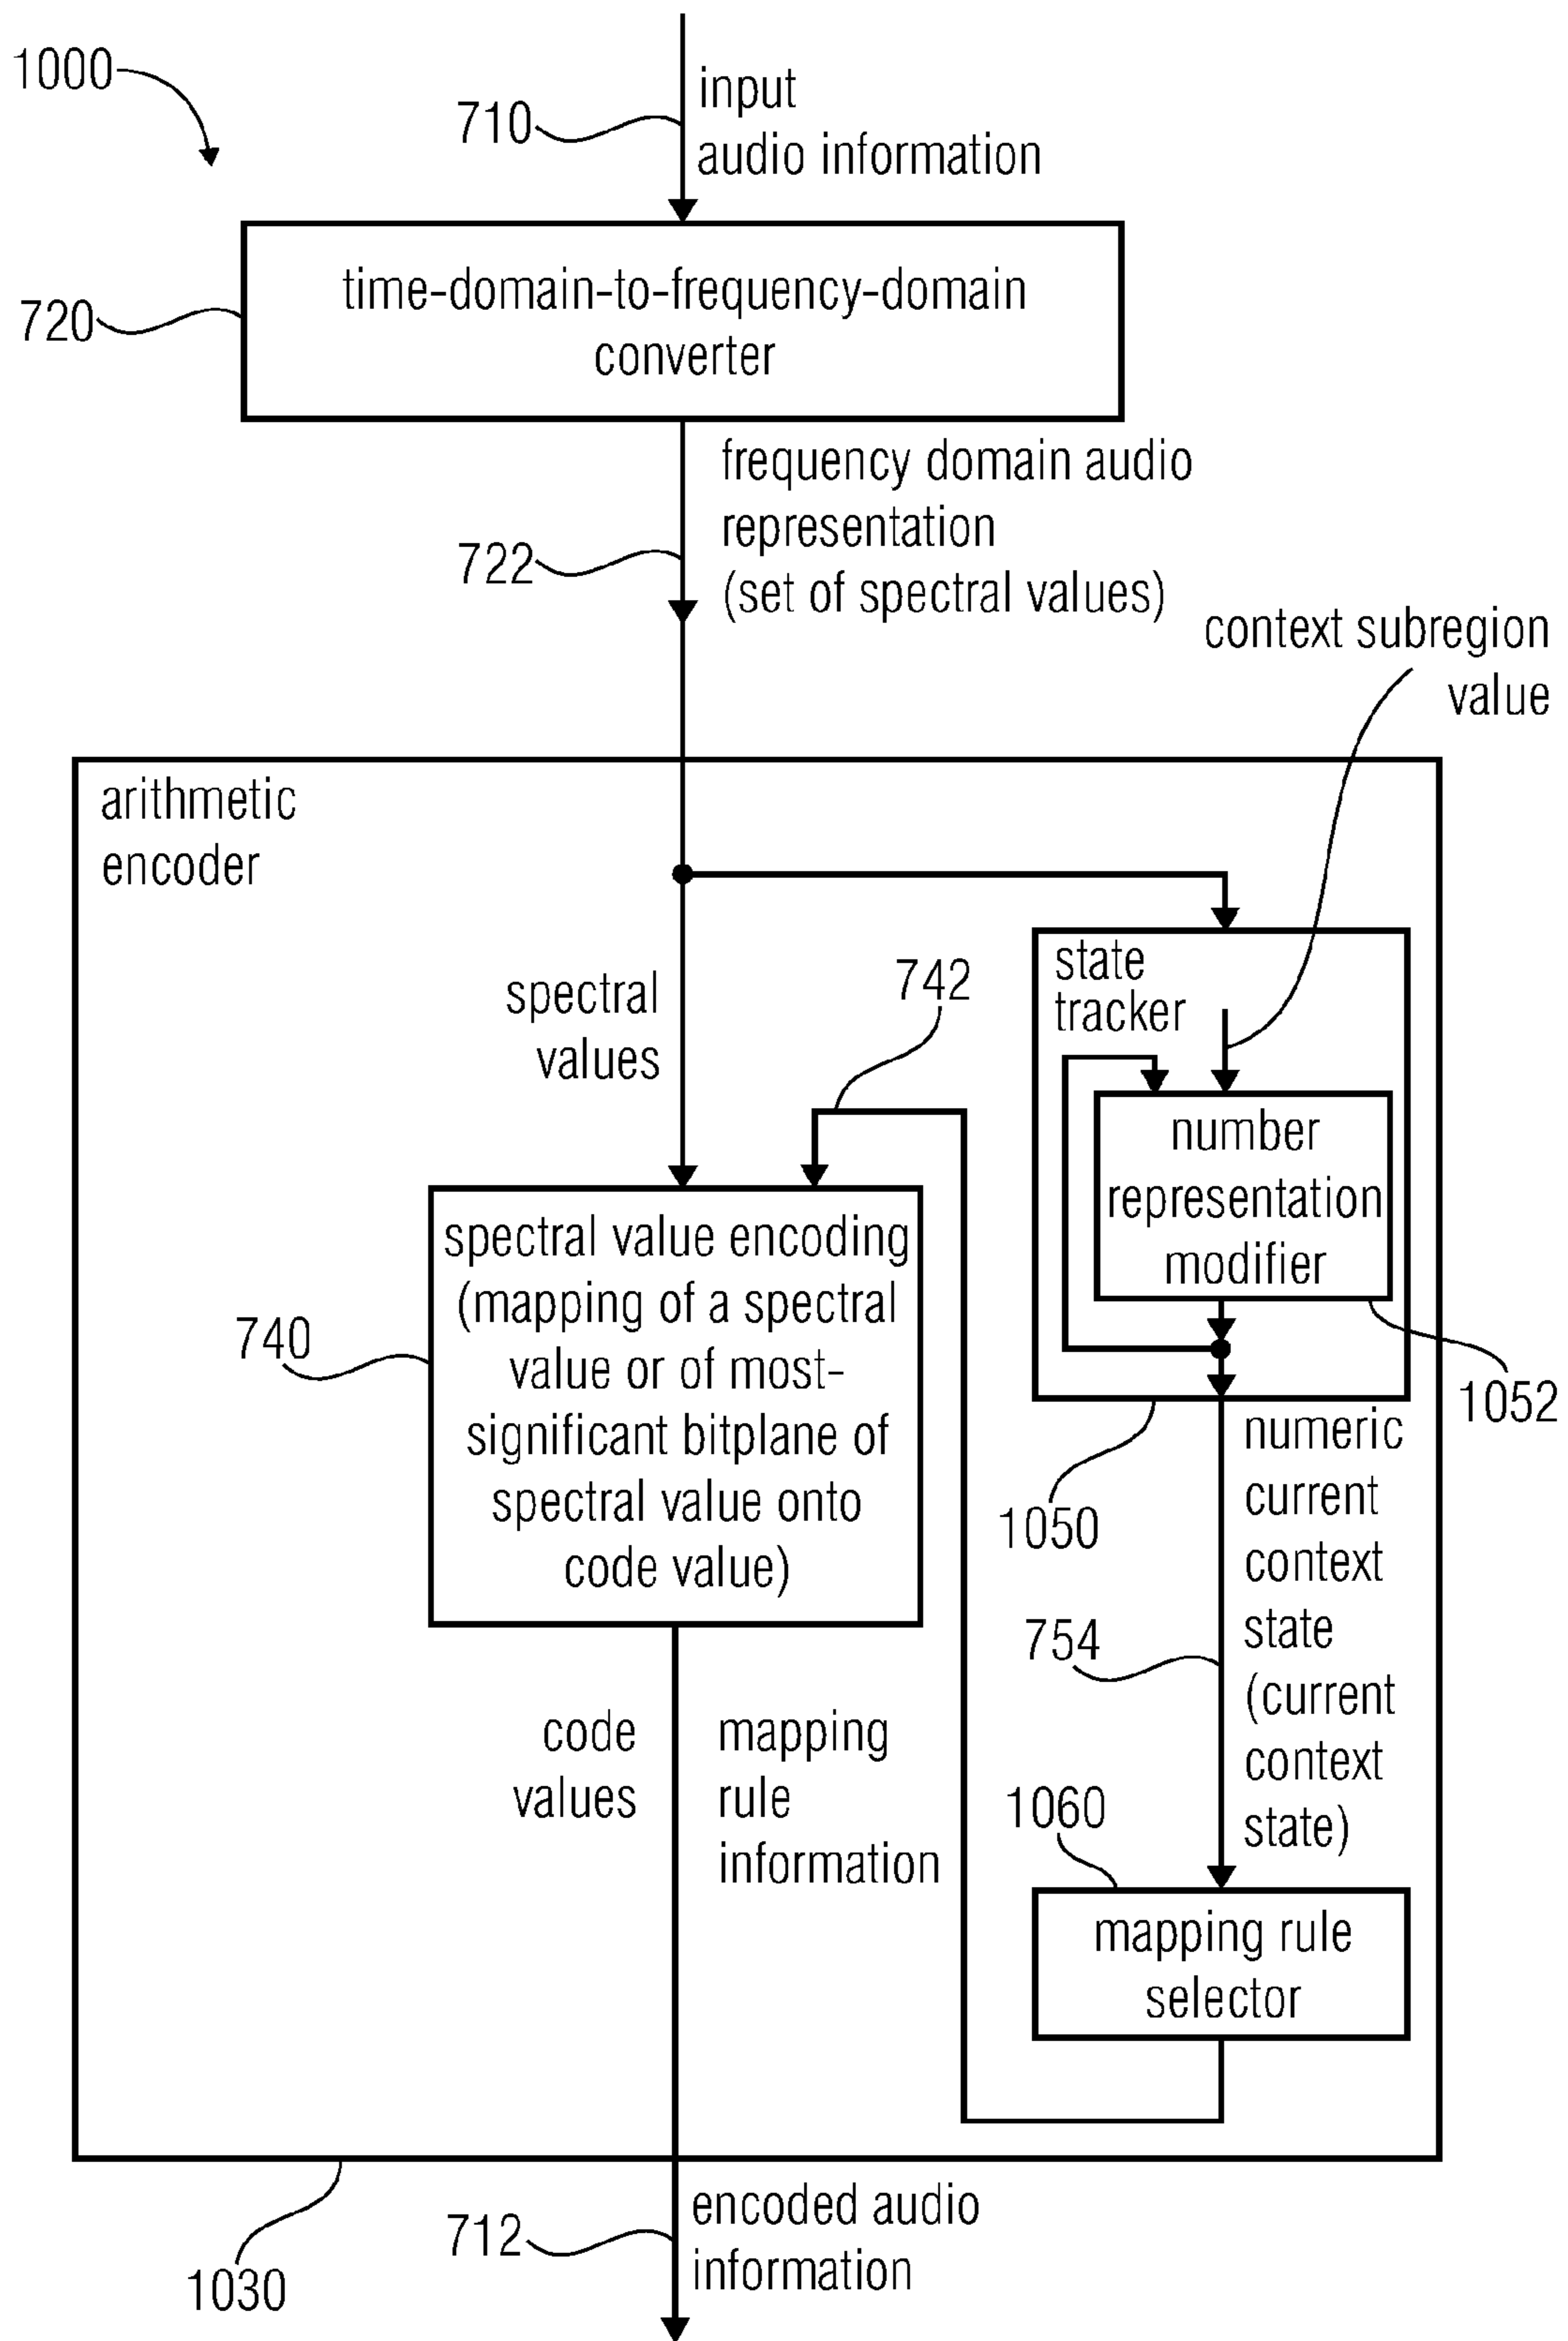 1000
710
input
audio information
720
time-domain-to-frequency-domain
converter
722
frequency domain audio
representation
(set of spectral values)
context subregion
value
arithmetic
encoder
spectral
values
742
state
tracker
number
representation
modifier
740
spectral value encoding
(mapping of a spectral
value or of most-
significant bitplane of
spectral value onto
code value)
1052
1050
numeric
current
context
state
(current
context
state)
754
code
values
mapping
rule
information
1060
mapping rule
selector
1030
712
encoded audio
information